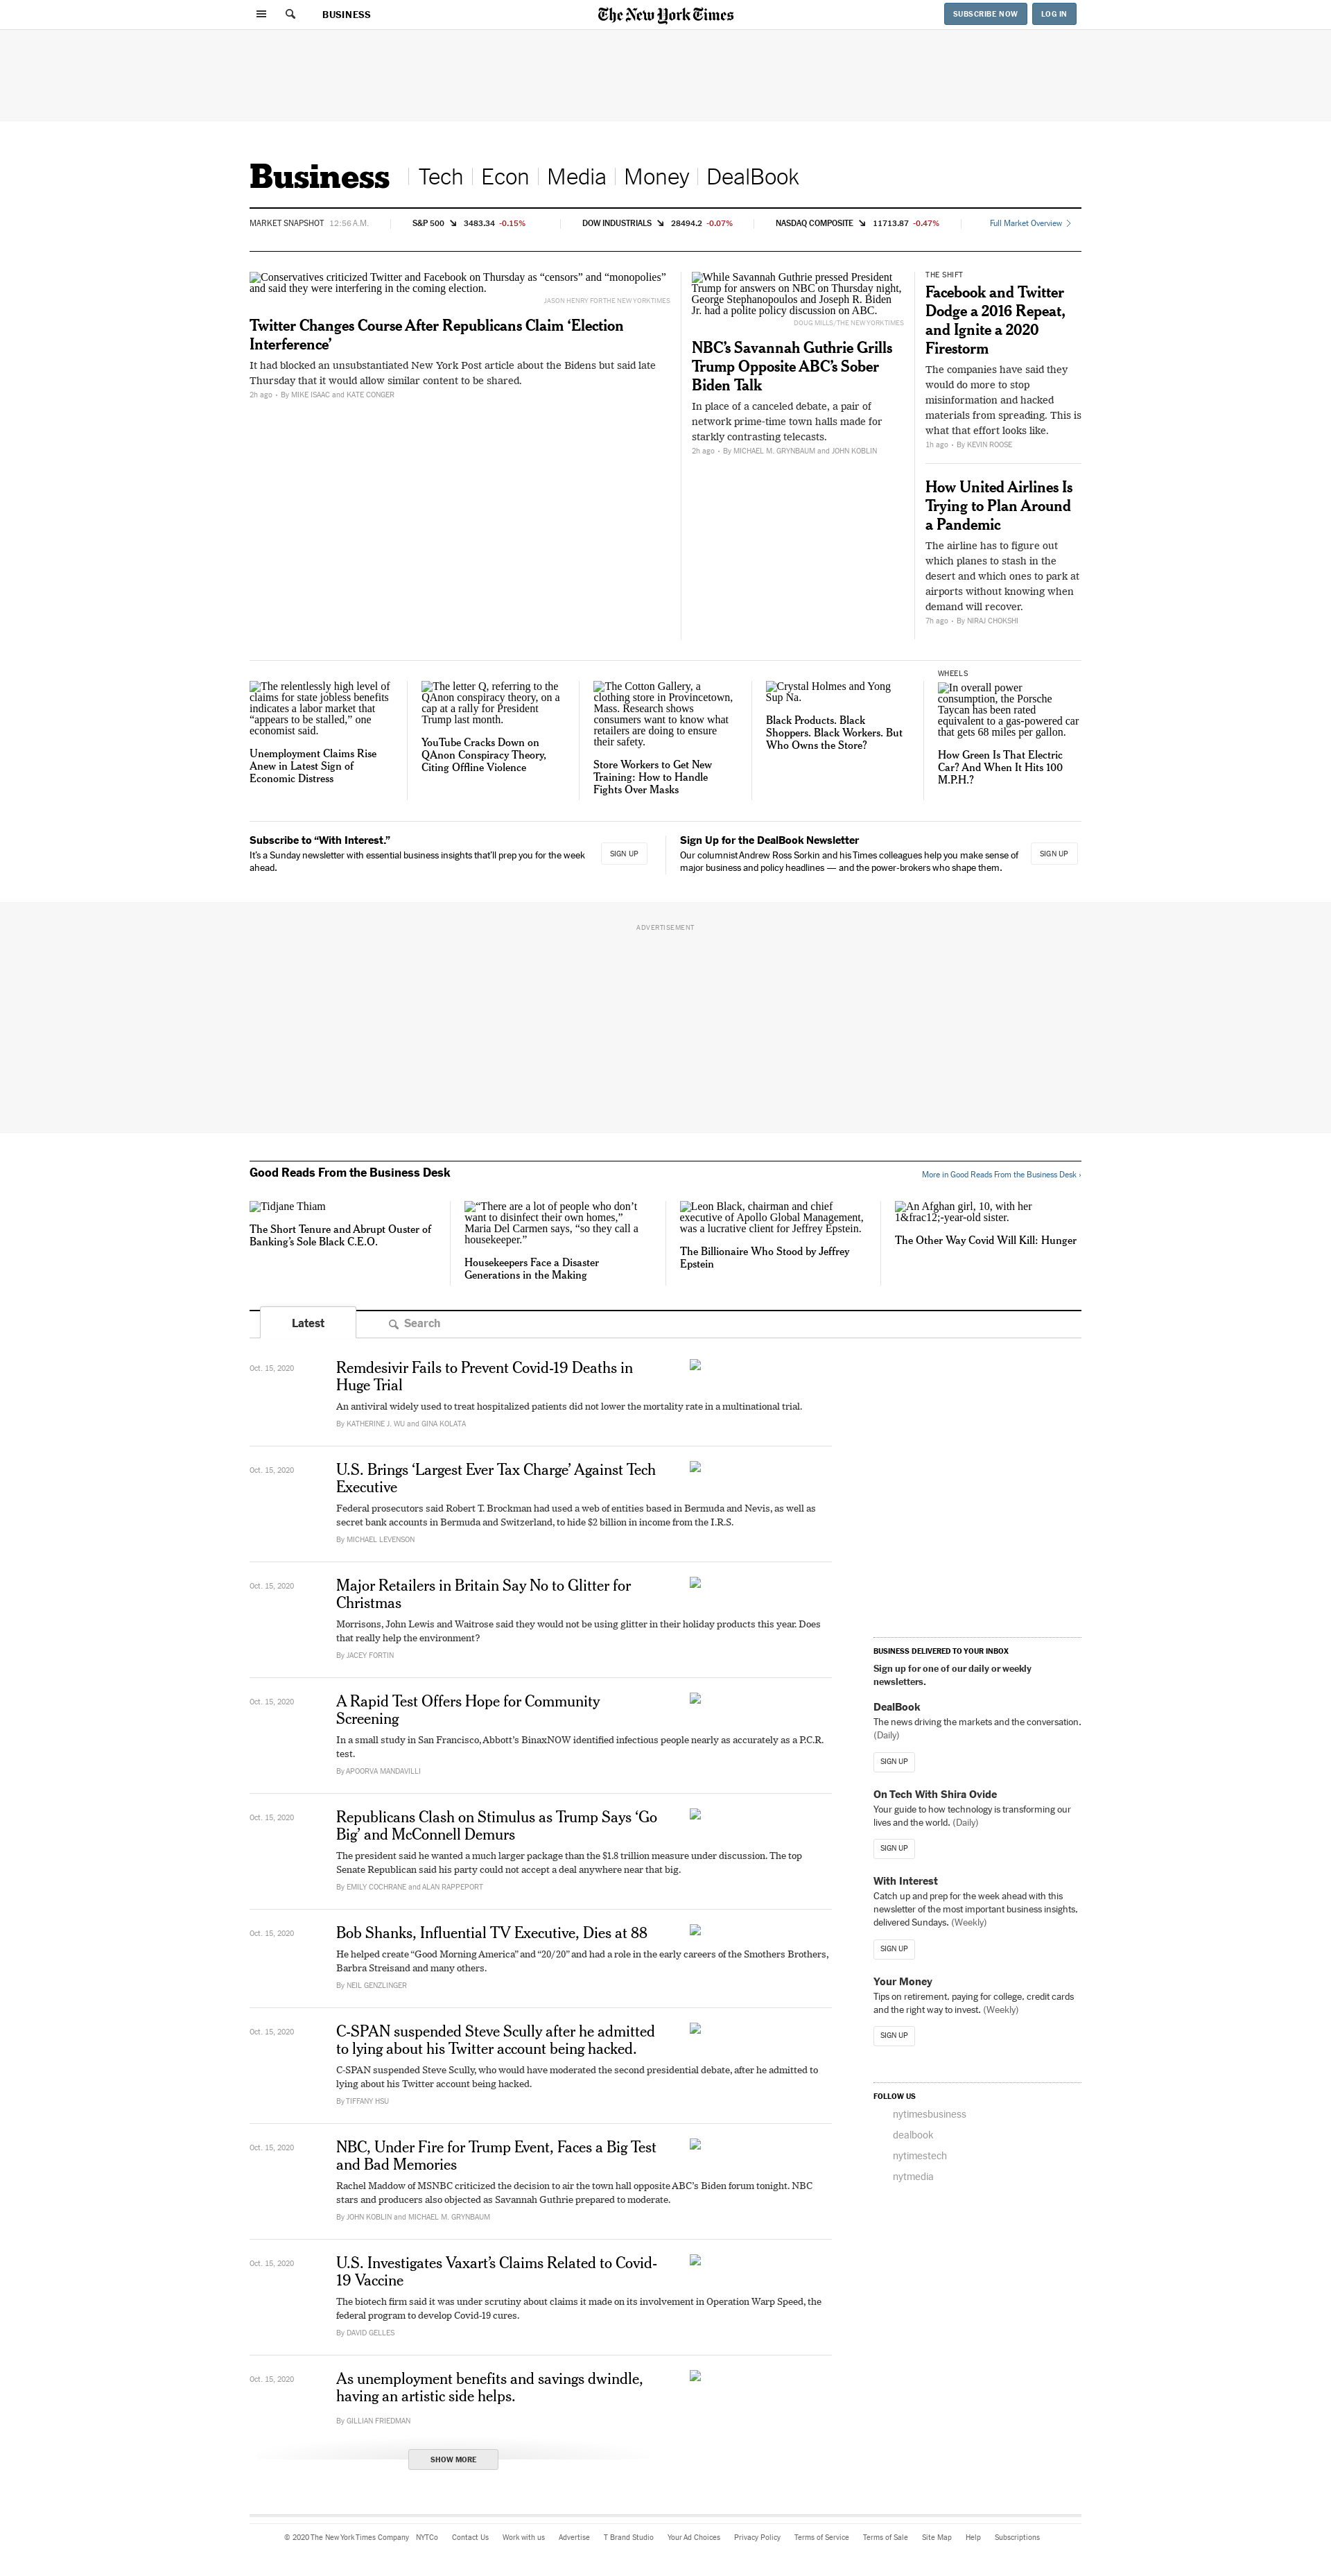 BUSINESS
The New York Times
SUBSCRIBE NOW
LOG IN
Business
Tech
Econ
Media
Money
DealBook
MARKET SNAPSHOT 12:56 A.M.
S&P 500 3483.34 -0.15%
DOW INDUSTRIALS 28494.2 -0.07%
NASDAQ COMPOSITE 11713.87 -0.47%
Full Market Overview
Conservatives criticized Twitter and Facebook on Thursday as “censors” and “monopolies”
and said they were interfering in the coming election.
JASON HENRY FOR THE NEW YORK TIMES
Twitter Changes Course After Republicans Claim ‘Election
Interference’
It had blocked an unsubstantiated New York Post article about the Bidens but said late
Thursday that it would allow similar content to be shared.
2h ago • By MIKE ISAAC and KATE CONGER
While Savannah Guthrie pressed President
Trump for answers on NBC on Thursday night,
George Stephanopoulos and Joseph R. Biden
Jr. had a polite policy discussion on ABC.
DOUG MILLS/THE NEW YORK TIMES
NBC’s Savannah Guthrie Grills
Trump Opposite ABC’s Sober
Biden Talk
In place of a canceled debate, a pair of
network prime-time town halls made for
starkly contrasting telecasts.
2h ago • By MICHAEL M. GRYNBAUM and JOHN KOBLIN
THE SHIFT
Facebook and Twitter
Dodge a 2016 Repeat,
and Ignite a 2020
Firestorm
The companies have said they
would do more to stop
misinformation and hacked
materials from spreading. This is
what that effort looks like.
1h ago • By KEVIN ROOSE
How United Airlines Is
Trying to Plan Around
a Pandemic
The airline has to figure out
which planes to stash in the
desert and which ones to park at
airports without knowing when
demand will recover.
7h ago • By NIRAJ CHOKSHI
The relentlessly high level of
claims for state jobless benefits
indicates a labor market that
“appears to be stalled,” one
economist said.
Unemployment Claims Rise
Anew in Latest Sign of
Economic Distress
The letter Q, referring to the
QAnon conspiracy theory, on a
cap at a rally for President
Trump last month.
YouTube Cracks Down on
QAnon Conspiracy Theory,
Citing Offline Violence
The Cotton Gallery, a
clothing store in Provincetown,
Mass. Research shows
consumers want to know what
retailers are doing to ensure
their safety.
Store Workers to Get New
Training: How to Handle
Fights Over Masks
Crystal Holmes and Yong
Sup Na.
Black Products. Black
Shoppers. Black Workers. But
Who Owns the Store?
WHEELS
In overall power
consumption, the Porsche
Taycan has been rated
equivalent to a gas-powered car
that gets 68 miles per gallon.
How Green Is That Electric
Car? And When It Hits 100
M.P.H.?
Subscribe to “With Interest.”
It’s a Sunday newsletter with essential business insights that’ll prep you for the week
ahead.
SIGN UP
Sign Up for the DealBook Newsletter
Our columnist Andrew Ross Sorkin and his Times colleagues help you make sense of
major business and policy headlines — and the power-brokers who shape them.
SIGN UP
ADVERTISEMENT
Good Reads From the Business Desk
More in Good Reads From the Business Desk ›
Tidjane Thiam
The Short Tenure and Abrupt Ouster of
Banking’s Sole Black C.E.O.
“There are a lot of people who don’t
want to disinfect their own homes,”
Maria Del Carmen says, “so they call a
housekeeper.”
Housekeepers Face a Disaster
Generations in the Making
Leon Black, chairman and chief
executive of Apollo Global Management,
was a lucrative client for Jeffrey Epstein.
The Billionaire Who Stood by Jeffrey
Epstein
An Afghan girl, 10, with her
1&frac12;-year-old sister.
The Other Way Covid Will Kill: Hunger
Latest
Search
Oct. 15, 2020
Remdesivir Fails to Prevent Covid-19 Deaths in
Huge Trial
An antiviral widely used to treat hospitalized patients did not lower the mortality rate in a multinational trial.
By KATHERINE J. WU and GINA KOLATA
Oct. 15, 2020
U.S. Brings ‘Largest Ever Tax Charge’ Against Tech
Executive
Federal prosecutors said Robert T. Brockman had used a web of entities based in Bermuda and Nevis, as well as
secret bank accounts in Bermuda and Switzerland, to hide $2 billion in income from the I.R.S.
By MICHAEL LEVENSON
Oct. 15, 2020
Major Retailers in Britain Say No to Glitter for
Christmas
Morrisons, John Lewis and Waitrose said they would not be using glitter in their holiday products this year. Does
that really help the environment?
By JACEY FORTIN
Oct. 15, 2020
A Rapid Test Offers Hope for Community
Screening
In a small study in San Francisco, Abbott’s BinaxNOW identified infectious people nearly as accurately as a P.C.R.
test.
By APOORVA MANDAVILLI
Oct. 15, 2020
Republicans Clash on Stimulus as Trump Says ‘Go
Big’ and McConnell Demurs
The president said he wanted a much larger package than the $1.8 trillion measure under discussion. The top
Senate Republican said his party could not accept a deal anywhere near that big.
By EMILY COCHRANE and ALAN RAPPEPORT
Oct. 15, 2020
Bob Shanks, Influential TV Executive, Dies at 88
He helped create “Good Morning America” and “20/20” and had a role in the early careers of the Smothers Brothers,
Barbra Streisand and many others.
By NEIL GENZLINGER
Oct. 15, 2020
C-SPAN suspended Steve Scully after he admitted
to lying about his Twitter account being hacked.
C-SPAN suspended Steve Scully, who would have moderated the second presidential debate, after he admitted to
lying about his Twitter account being hacked.
By TIFFANY HSU
Oct. 15, 2020
NBC, Under Fire for Trump Event, Faces a Big Test
and Bad Memories
Rachel Maddow of MSNBC criticized the decision to air the town hall opposite ABC’s Biden forum tonight. NBC
stars and producers also objected as Savannah Guthrie prepared to moderate.
By JOHN KOBLIN and MICHAEL M. GRYNBAUM
Oct. 15, 2020
U.S. Investigates Vaxart’s Claims Related to Covid-
19 Vaccine
The biotech firm said it was under scrutiny about claims it made on its involvement in Operation Warp Speed, the
federal program to develop Covid-19 cures.
By DAVID GELLES
Oct. 15, 2020
As unemployment benefits and savings dwindle,
having an artistic side helps.
By GILLIAN FRIEDMAN
SHOW MORE
BUSINESS DELIVERED TO YOUR INBOX
Sign up for one of our daily or weekly
newsletters.
DealBook
The news driving the markets and the conversation.
(Daily)
SIGN UP
On Tech With Shira Ovide
Your guide to how technology is transforming our
lives and the world. (Daily)
SIGN UP
With Interest
Catch up and prep for the week ahead with this
newsletter of the most important business insights,
delivered Sundays. (Weekly)
SIGN UP
Your Money
Tips on retirement, paying for college, credit cards
and the right way to invest. (Weekly)
SIGN UP
FOLLOW US
nytimesbusiness
dealbook
nytimestech
nytmedia
© 2020 The New York Times Company NYTCo Contact Us Work with us Advertise T Brand Studio Your Ad Choices Privacy Policy Terms of Service Terms of Sale Site Map Help Subscriptions